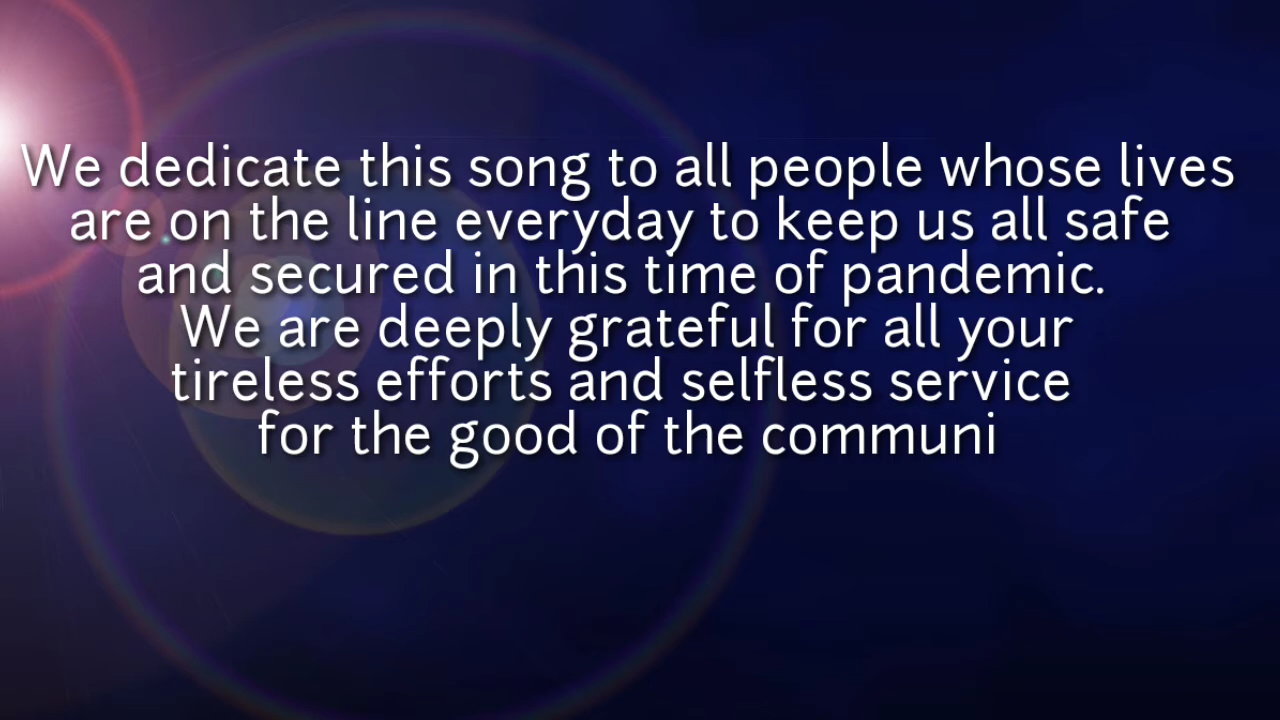 We dedicate this song to all people whose lives
are on the line everyday to keep us all safe
and secured in this time of pandemic.
We are deeply grateful for all your
tireless efforts and selfless service
for the good of the communi